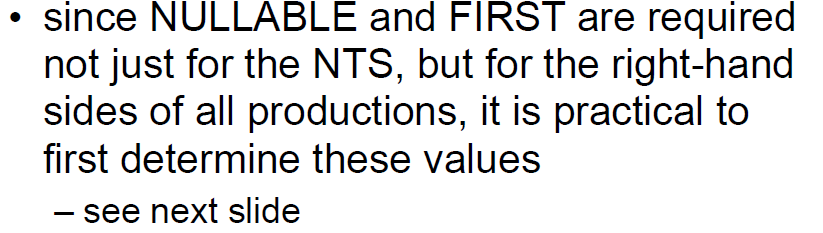 • since NULLABLE and FIRST are required
not just for the NTS, but for the right-hand
sides of all productions, it is practical to
first determine these values
– see next slide